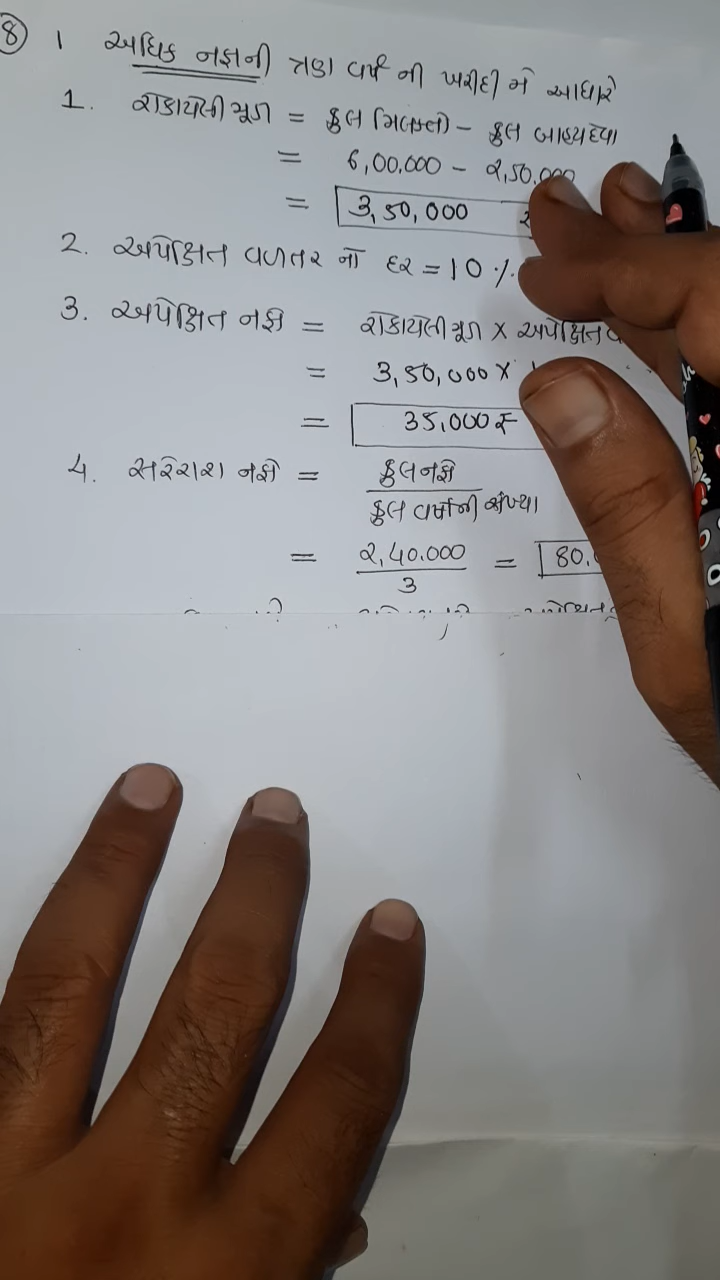 8 1 અધિક નફાની ત્રણ વર્ષ ની ખરીદી ને આધારે
1. રોકાયેલી મૂડી = કુલ મિલકતો - કુલ બાહ્ય દેવા
= 6,00,000 - 2,50,000
= 3,50,000
2. અપેક્ષિત વળતર નો દર = 10 %.
3. અપેક્ષિત નફો = રોકાયેલી મૂડી X અપેક્ષિત
= 3,50,000 X
= 35,000 ₹
4. સરેરાશ નફો = કુલ નફો
કુલ વર્ષાની સંખ્યા
= 2,40,000 = 80,
3